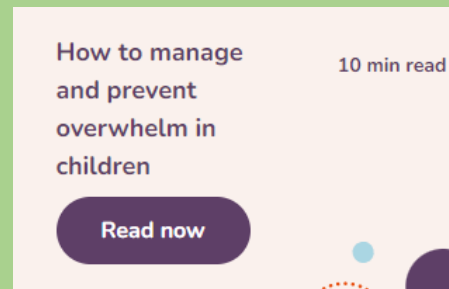 How to manage
and prevent
overwhelm in
children
10 min read
Read now